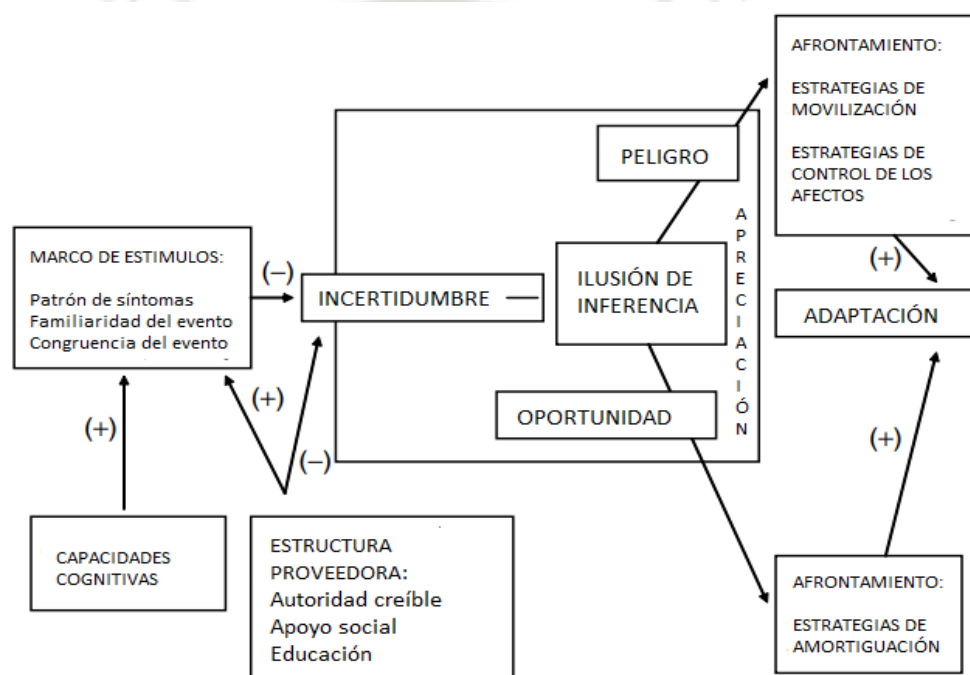 MARCO DE ESTIMULOS:
Patrón de síntomas
Familiaridad del evento
Congruencia del evento
(−)
(+)
CAPACIDADES
COGNITIVAS
(+)
(−)
ESTRUCTURA
PROVEEDORA:
Autoridad creíble
Apoyo social
Educación
INCERTIDUMBRE
ILUSIÓN DE
INFERENCIA
PELIGRO
OPORTUNIDAD
APRECIACIÓN
AFRONTAMIENTO:
ESTRATEGIAS DE
MOVILIZACIÓN
ESTRATEGIAS DE
CONTROL DE LOS
AFECTOS
(+)
ADAPTACIÓN
(+)
AFRONTAMIENTO:
ESTRATEGIAS DE
AMORTIGUACIÓN